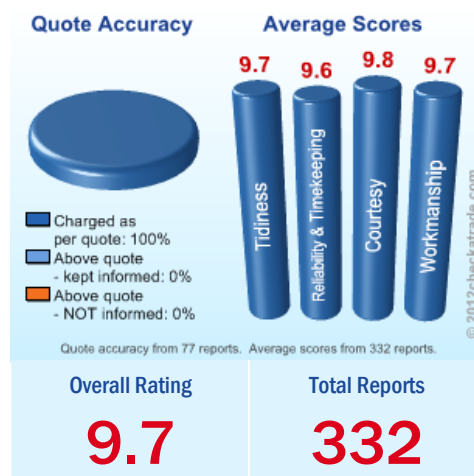 Quote Accuracy
Average Scores
9.7
9.6
9.8
9.7
Tidiness
Reliability & Timekeeping
Courtesy
Workmanship
Charged as
per quote: 100%
Above quote
- kept informed: 0%
Above quote
- NOT informed: 0%
© 2012checkatrade.com
Quote accuracy from 77 reports. Average scores from 332 reports.
Overall Rating
Total Reports
9.7
332